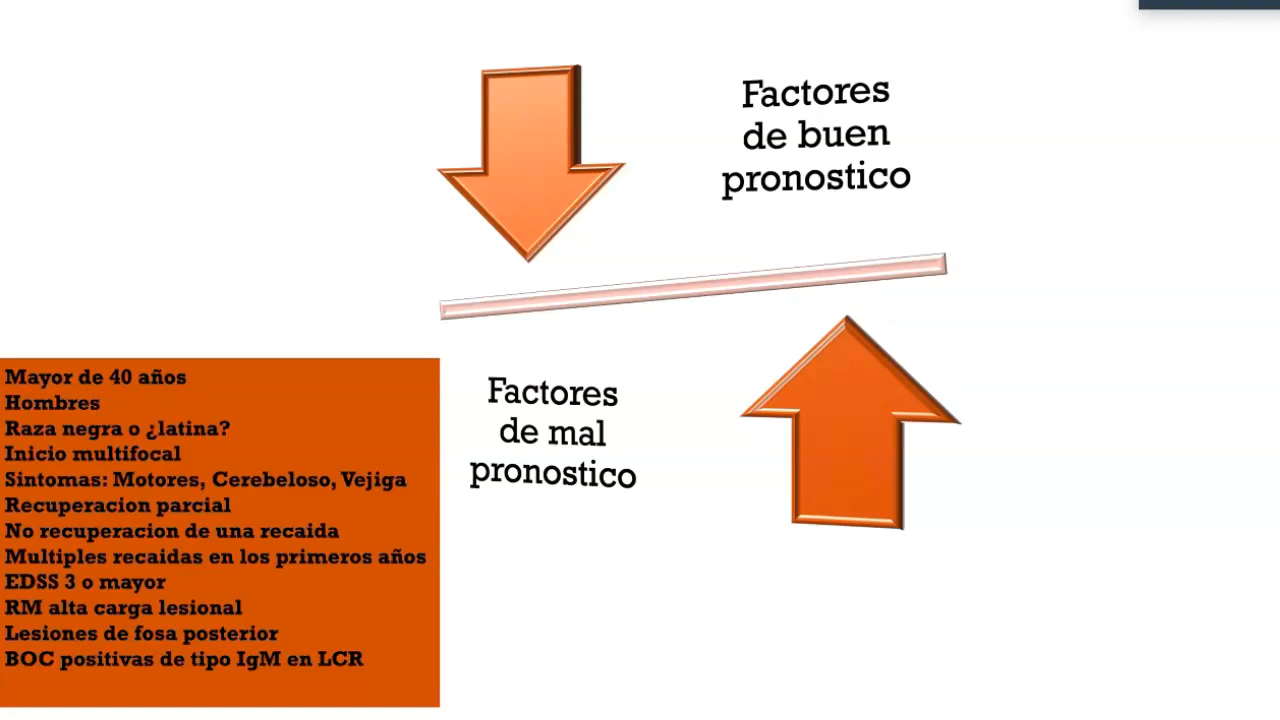 Factores
de buen
pronostico
Factores
de mal
pronostico
Mayor de 40 años
Hombres
Raza negra o ¿latina?
Inicio multifocal
Sintomas: Motores, Cerebeloso, Vejiga
Recuperacion parcial
No recuperacion de una recaida
Multiples recaidas en los primeros años
EDSS 3 o mayor
RM alta carga lesional
Lesiones de fosa posterior
BOC positivas de tipo IgM en LCR